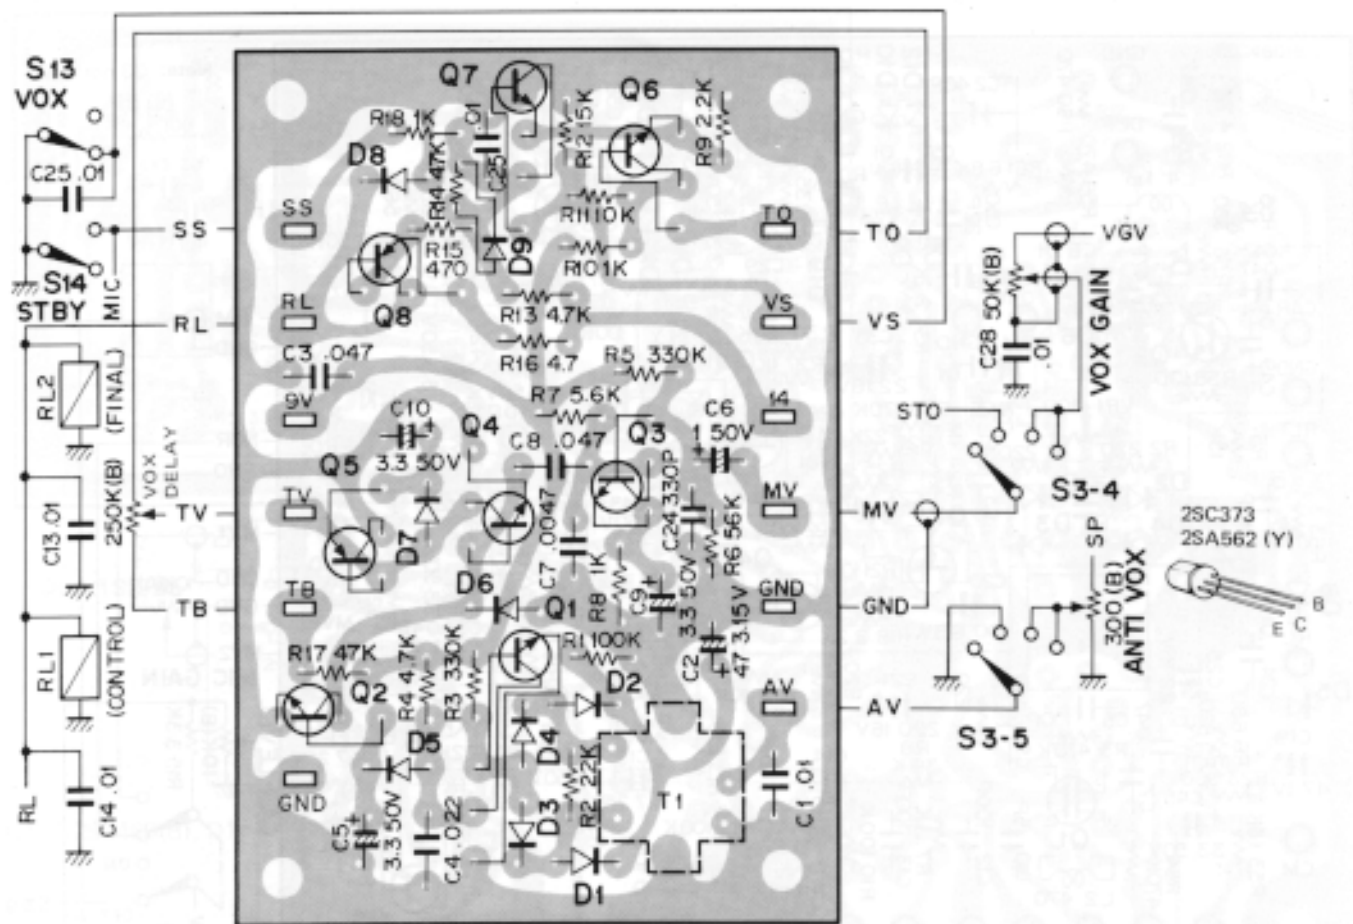 S13
VOX
C25 .01
SS
S14
STBY
MIC
RL
RL2
(FINAL)
VOX
DELAY
250K(B)
C13 .01
TV
TB
RL1
(CONTROL)
RL
C14 .01
Q7
Q6
R18 1K
.01
C25
R12 15K
R9 2.2K
D8
R14 47K
SS
R15
470
D9
R11 10K
R10 1K
TO
RL
Q8
R13 4.7K
R16 4.7
VS
C3 .047
R5 330K
9V
R7 5.6K
14
C10
3.3 50V
Q4
C8 .047
Q3
C6
1 50V
Q5
TV
D7
C7 .0047
C24 330P
R6 56K
MV
D6
Q1
R8 1K
C9
3.3 50V
TB
GND
R17 47K
R4 4.7K
R3 330K
R1 100K
C2
47 3.15V
Q2
D2
AV
D5
D4
GND
R2 22K
T1
C1 .01
C5
3.3 50V
C4 .022
D3
D1
TO
VS
MV
GND
AV
VGV
50K(B)
C28
.01
VOX GAIN
STO
S3-4
SP
300 (B)
ANTI VOX
S3-5
2SC373
2SA562 (Y)
B
C
E